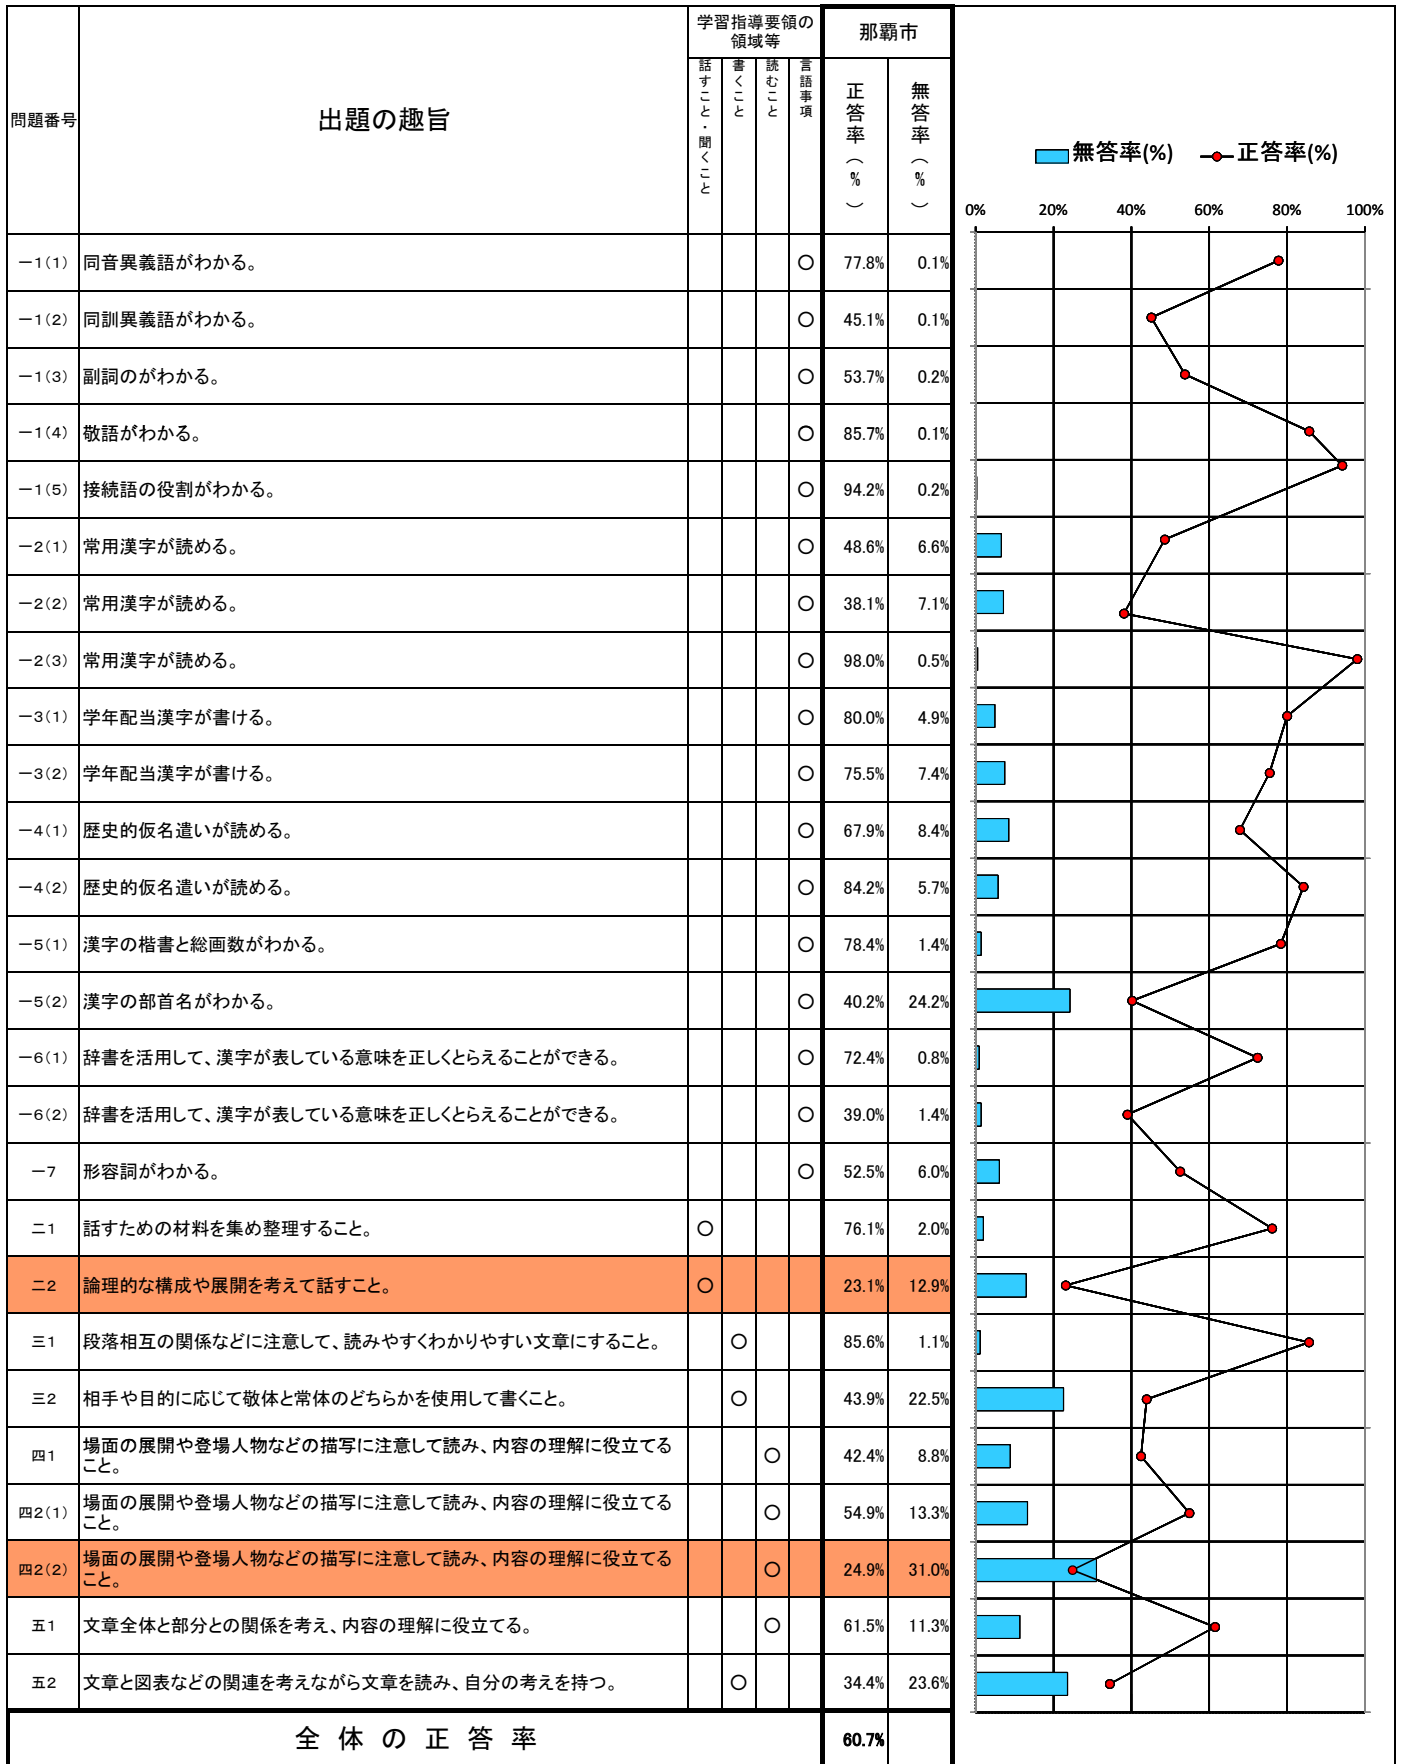 問題番号
出題の趣旨
学習指導要領の
領域等
話すこと・聞くこと
書くこと
読むこと
言語事項
那覇市
正答率(%)
無答率(%)
無答率(%) 正答率(%)
0% 20% 40% 60% 80% 100%
一1(1) 同音異義語がわかる。 ○ 77.8% 0.1%
一1(2) 同訓異義語がわかる。 ○ 45.1% 0.1%
一1(3) 副詞のがわかる。 ○ 53.7% 0.2%
一1(4) 敬語がわかる。 ○ 85.7% 0.1%
一1(5) 接続語の役割がわかる。 ○ 94.2% 0.2%
一2(1) 常用漢字が読める。 ○ 48.6% 6.6%
一2(2) 常用漢字が読める。 ○ 38.1% 7.1%
一2(3) 常用漢字が読める。 ○ 98.0% 0.5%
一3(1) 学年配当漢字が書ける。 ○ 80.0% 4.9%
一3(2) 学年配当漢字が書ける。 ○ 75.5% 7.4%
一4(1) 歴史的仮名遣いが読める。 ○ 67.9% 8.4%
一4(2) 歴史的仮名遣いが読める。 ○ 84.2% 5.7%
一5(1) 漢字の楷書と総画数がわかる。 ○ 78.4% 1.4%
一5(2) 漢字の部首名がわかる。 ○ 40.2% 24.2%
一6(1) 辞書を活用して、漢字が表している意味を正しくとらえることができる。 ○ 72.4% 0.8%
一6(2) 辞書を活用して、漢字が表している意味を正しくとらえることができる。 ○ 39.0% 1.4%
一7 形容詞がわかる。 ○ 52.5% 6.0%
二1 話すための材料を集め整理すること。 ○ 76.1% 2.0%
二2 論理的な構成や展開を考えて話すこと。 ○ 23.1% 12.9%
三1 段落相互の関係などに注意して、読みやすくわかりやすい文章にすること。 ○ 85.6% 1.1%
三2 相手や目的に応じて敬体と常体のどちらかを使用して書くこと。 ○ 43.9% 22.5%
四1 場面の展開や登場人物などの描写に注意して読み、内容の理解に役立てる
こと。 ○ 42.4% 8.8%
四2(1) 場面の展開や登場人物などの描写に注意して読み、内容の理解に役立てる
こと。 ○ 54.9% 13.3%
四2(2) 場面の展開や登場人物などの描写に注意して読み、内容の理解に役立てる
こと。 ○ 24.9% 31.0%
五1 文章全体と部分との関係を考え、内容の理解に役立てる。 ○ 61.5% 11.3%
五2 文章と図表などの関連を考えながら文章を読み、自分の考えを持つ。 ○ 34.4% 23.6%
全体の正答率 60.7%